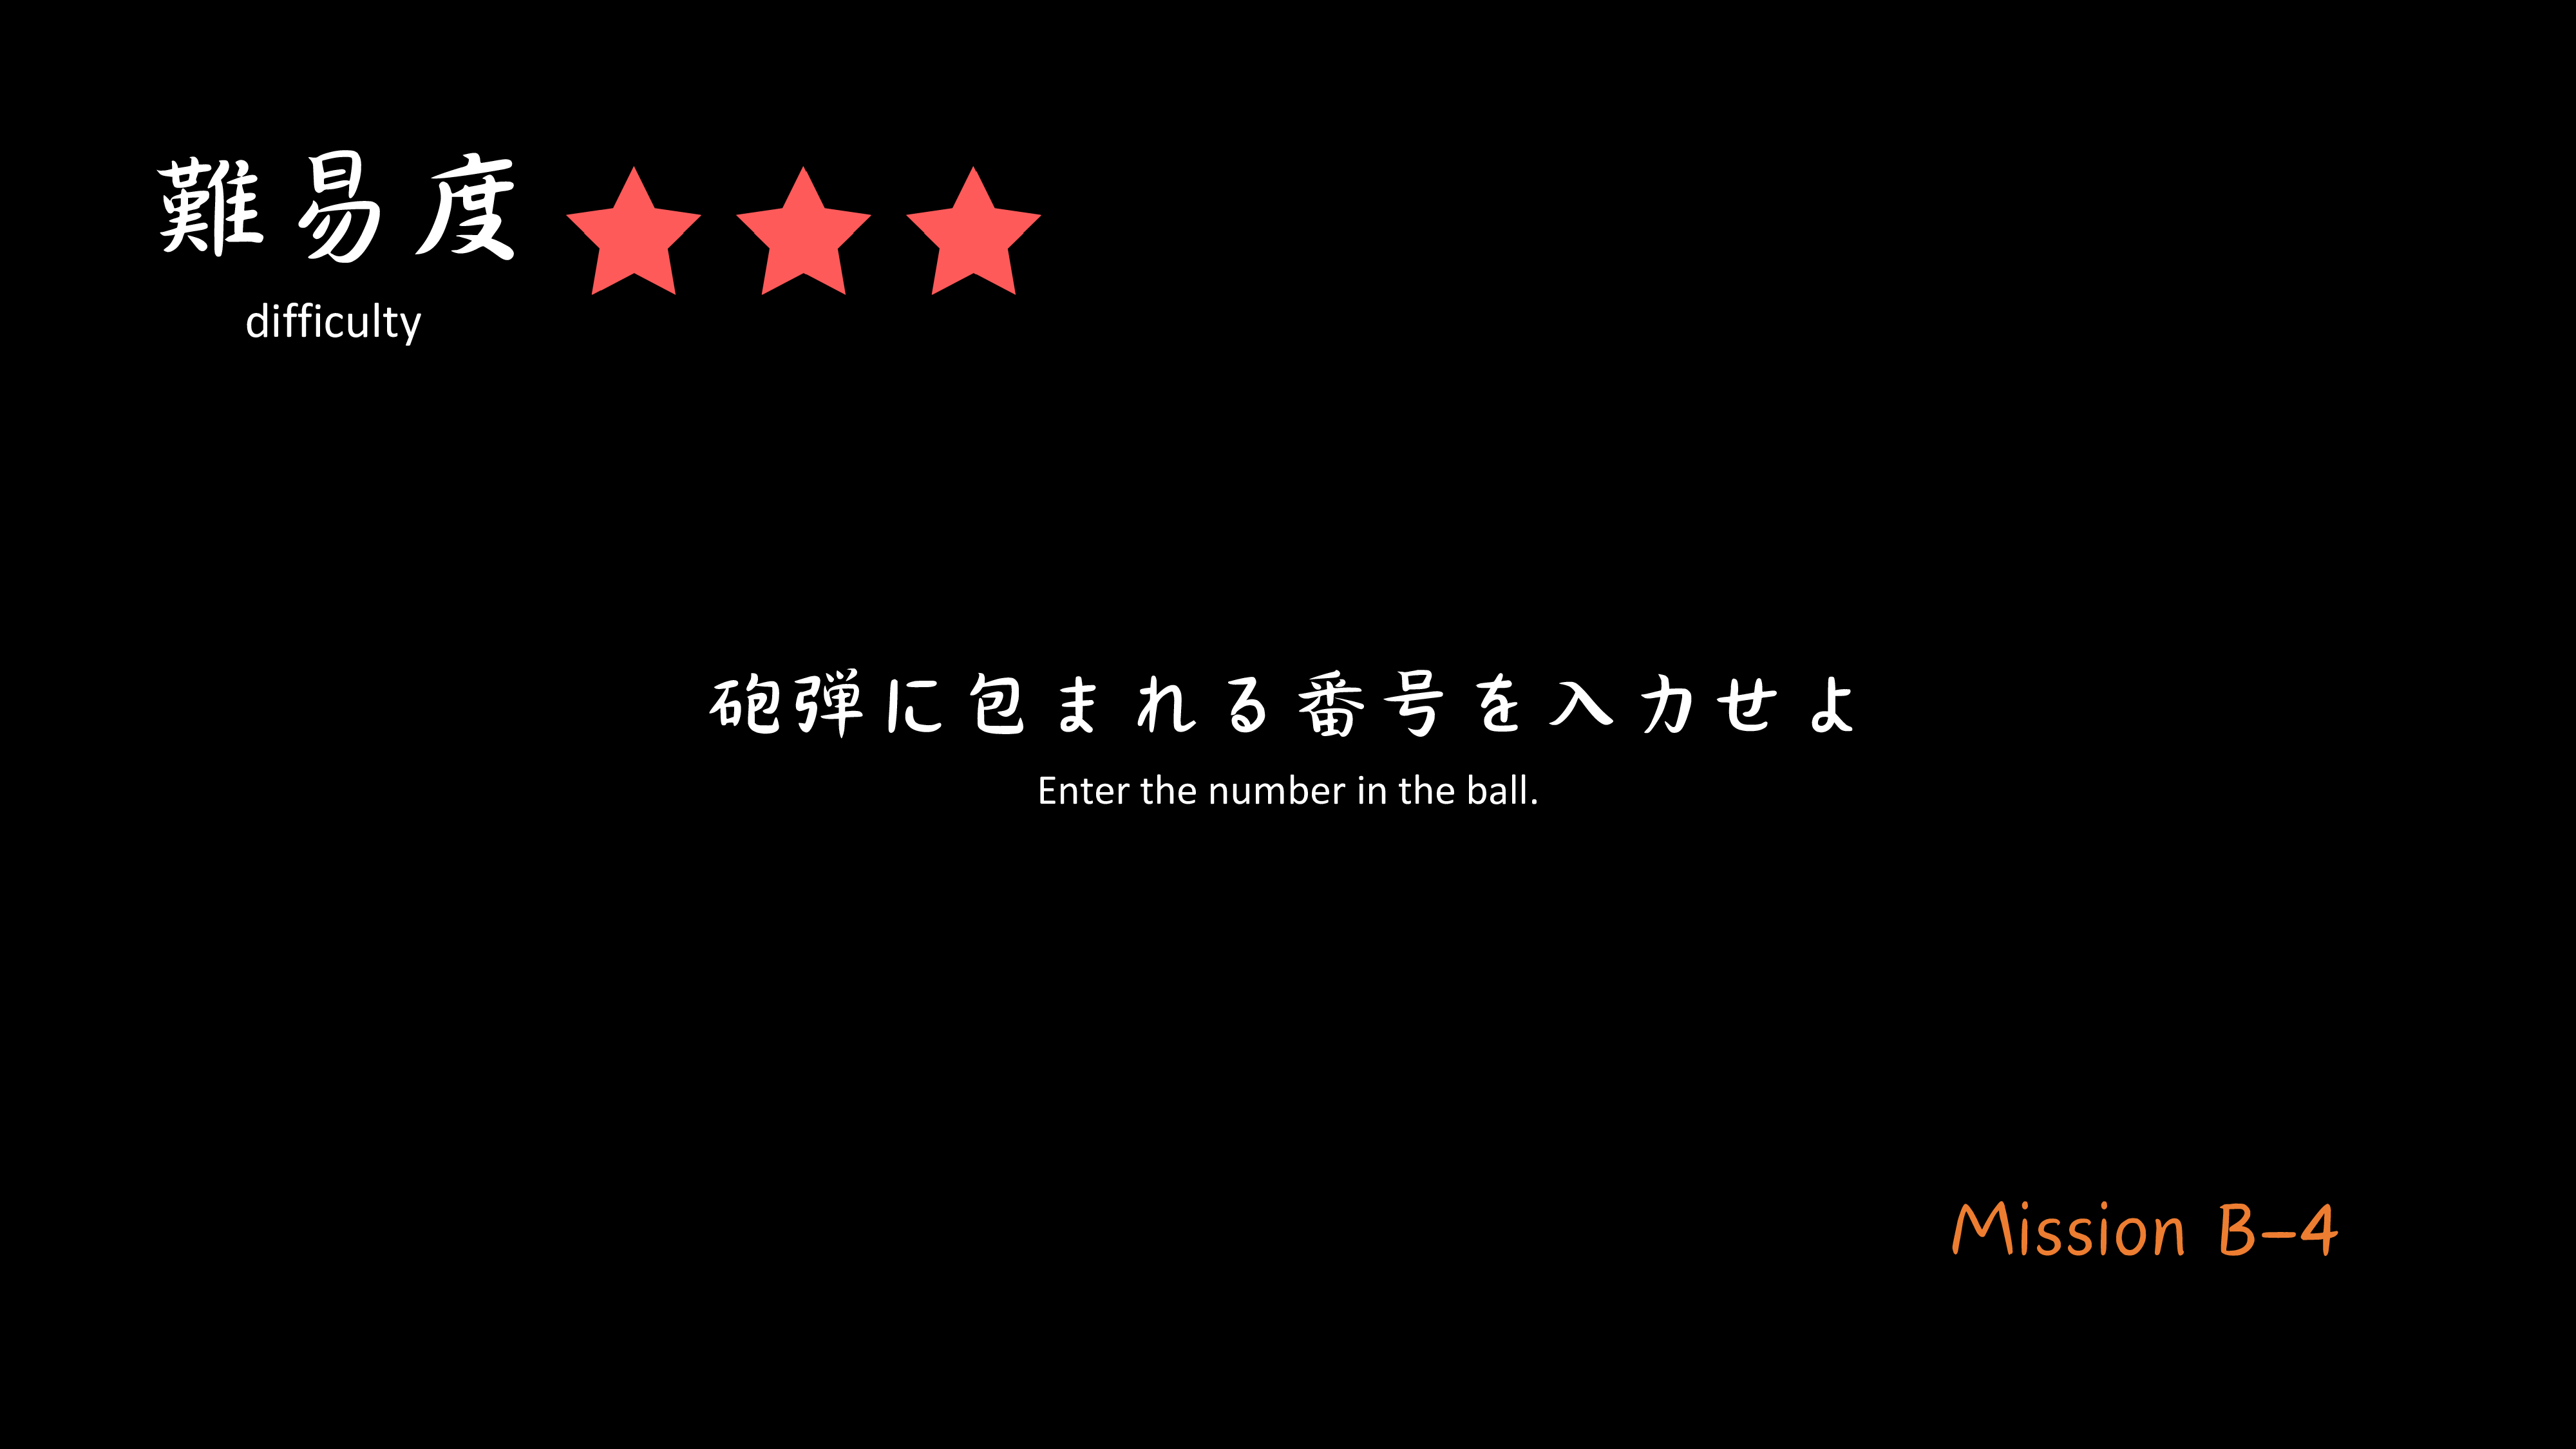 難易度
difficulty
砲弾に包まれる番号を入力せよ
Enter the number in the ball.
Mission B-4